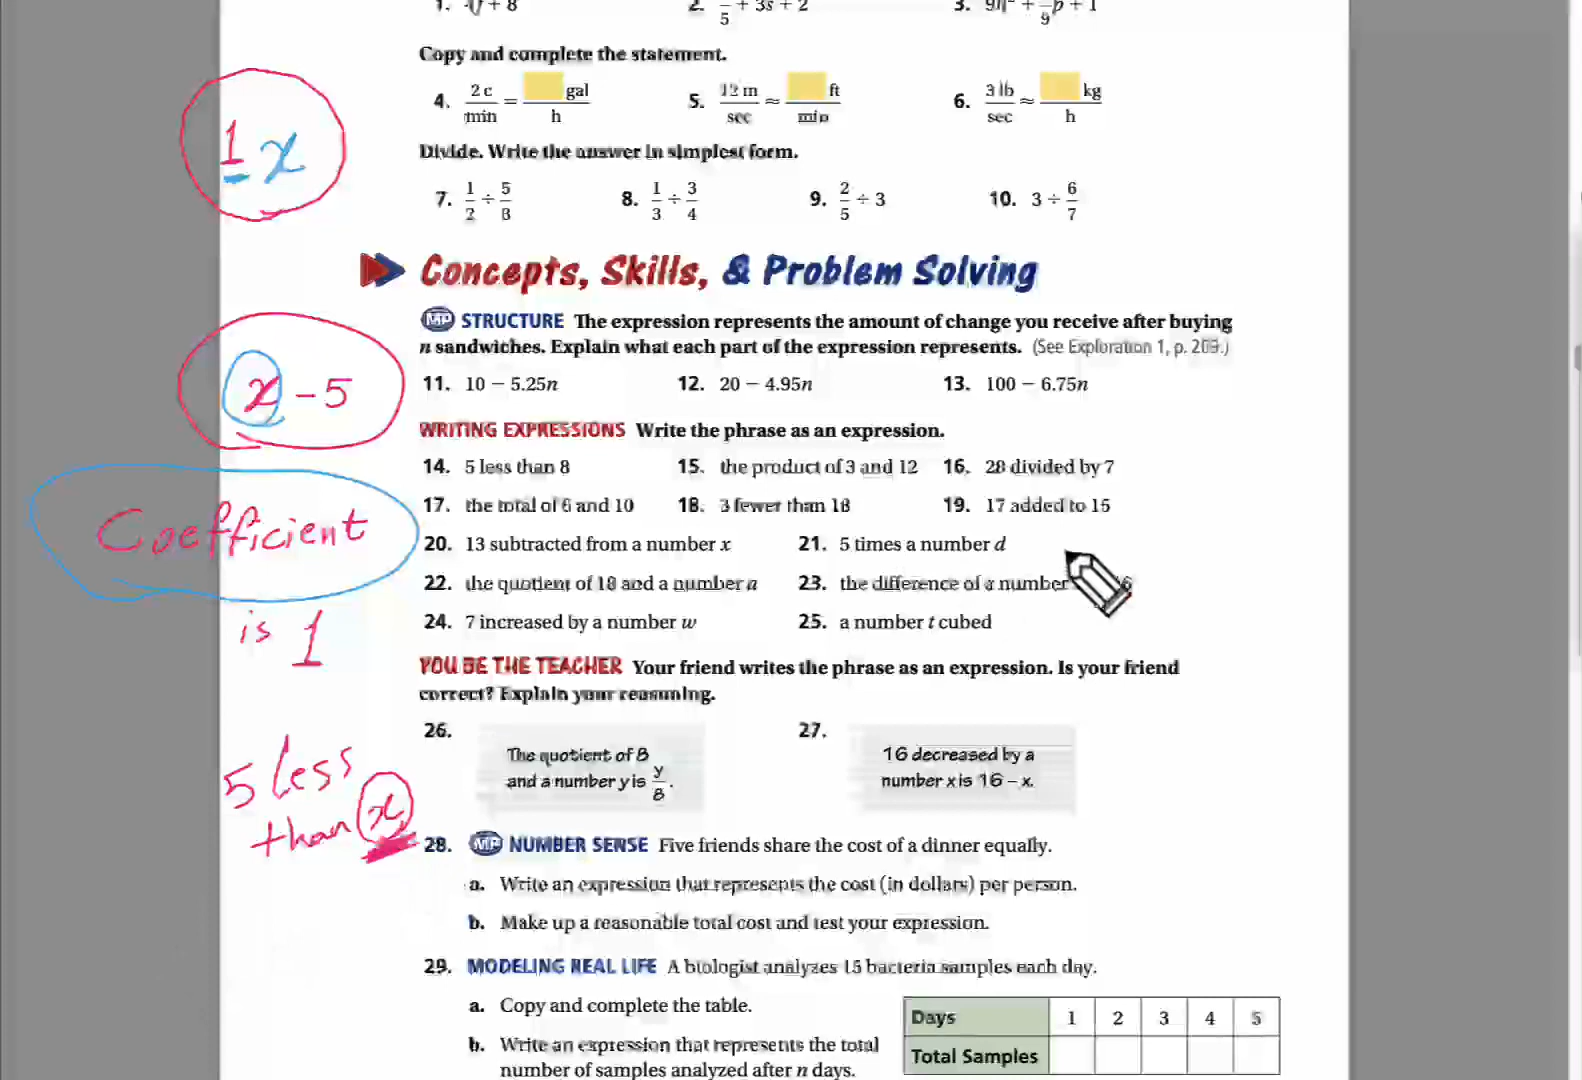 Copy and complete the statement.
4. 2 c / min = gal / h
5. 12 m / sec ≈ ft / min
6. 3 lb / sec ≈ kg / h
Divide. Write the answer in simplest form.
7. 1/2 ÷ 5/8
8. 1/3 ÷ 3/4
9. 2/5 ÷ 3
10. 3 ÷ 6/7
1x
Concepts, Skills, & Problem Solving
MP STRUCTURE The expression represents the amount of change you receive after buying
n sandwiches. Explain what each part of the expression represents. (See Exploration 1, p. 209.)
11. 10 − 5.25n
12. 20 − 4.95n
13. 100 − 6.75n
x − 5
WRITING EXPRESSIONS Write the phrase as an expression.
14. 5 less than 8
15. the product of 3 and 12
16. 28 divided by 7
17. the total of 6 and 10
18. 3 fewer than 18
19. 17 added to 15
Coefficient
is 1
20. 13 subtracted from a number x
21. 5 times a number d
22. the quotient of 18 and a number a
23. the difference of a number 6
24. 7 increased by a number w
25. a number t cubed
YOU BE THE TEACHER Your friend writes the phrase as an expression. Is your friend
correct? Explain your reasoning.
26. The quotient of 8
and a number y is y/8.
27. 16 decreased by a
number x is 16 − x.
5 less
than x
28. MP NUMBER SENSE Five friends share the cost of a dinner equally.
a. Write an expression that represents the cost (in dollars) per person.
b. Make up a reasonable total cost and test your expression.
29. MODELING REAL LIFE A biologist analyzes 15 bacteria samples each day.
a. Copy and complete the table.
b. Write an expression that represents the total
number of samples analyzed after n days.
Days 1 2 3 4 5
Total Samples